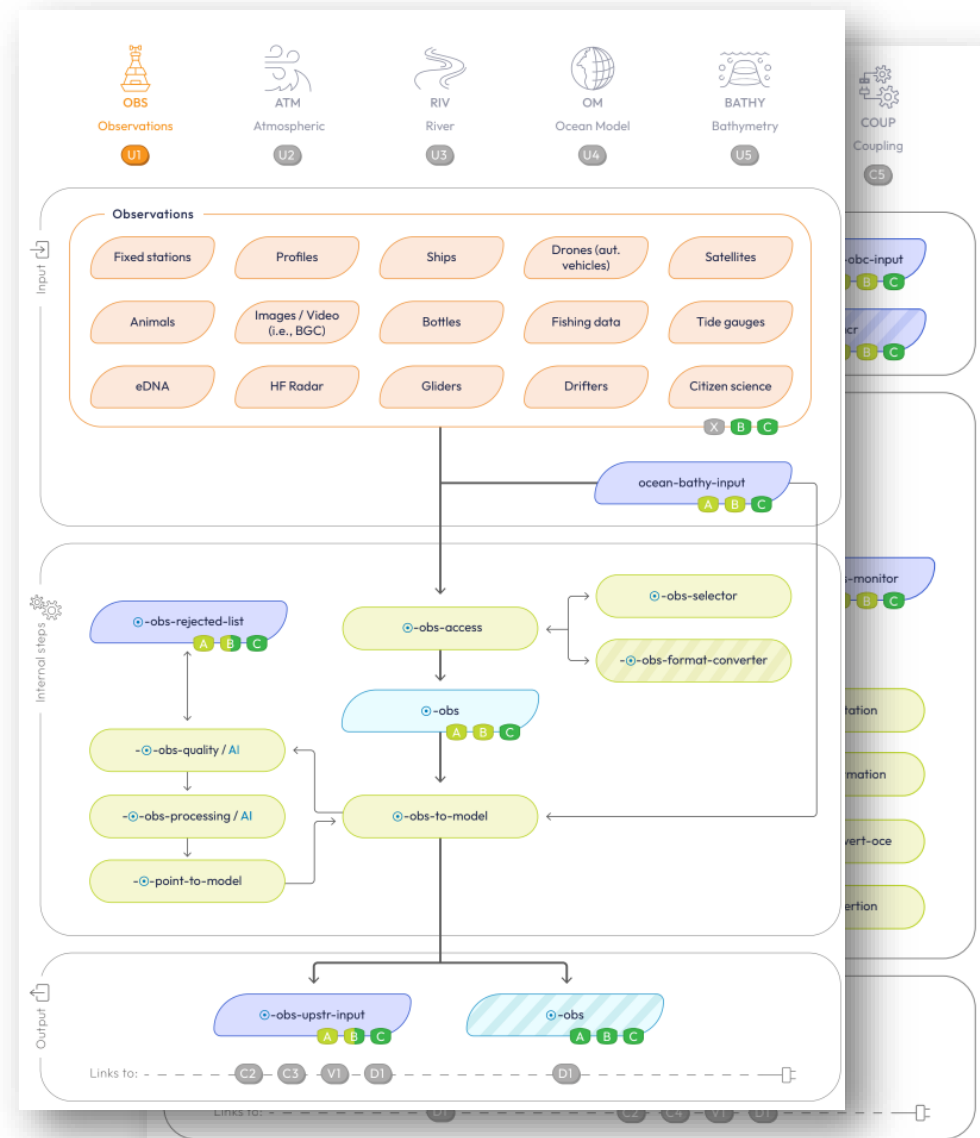 OBS
Observations
U1
ATM
Atmospheric
U2
RIV
River
U3
OM
Ocean Model
U4
BATHY
Bathymetry
U5
COUP
Coupling
C5
Input
Observations
Fixed stations
Profiles
Ships
Drones (aut.
vehicles)
Satellites
Animals
Images / Video
(i.e., BGC)
Bottles
Fishing data
Tide gauges
eDNA
HF Radar
Gliders
Drifters
Citizen science
X B C
ocean-bathy-input
A B C
-obc-input
B C
B C
Internal steps
-obs-rejected-list
A B C
-obs-access
-obs-selector
--obs-format-converter
-obs
A B C
--obs-quality / AI
--obs-processing / AI
--point-to-model
-obs-to-model
-monitor
B C
Output
-obs-upstr-input
A B C
-obs
A B C
Links to:
C2 C3 V1 D1
D1
Links to:
D1
C2 C4 V1 D1